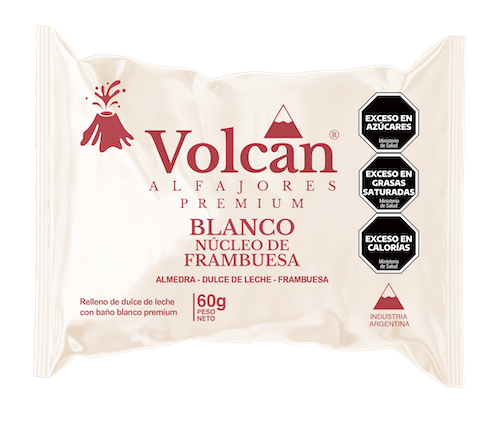 Volcán®
ALFAJORES
PREMIUM
BLANCO
NÚCLEO DE
FRAMBUESA
ALMEDRA - DULCE DE LECHE - FRAMBUESA
Relleno de dulce de leche
con baño blanco premium
60g
PESO
NETO
EXCESO EN
AZÚCARES
Ministerio
de Salud
EXCESO EN
GRASAS
SATURADAS
Ministerio
de Salud
EXCESO EN
CALORÍAS
Ministerio
de Salud
INDUSTRIA
ARGENTINA